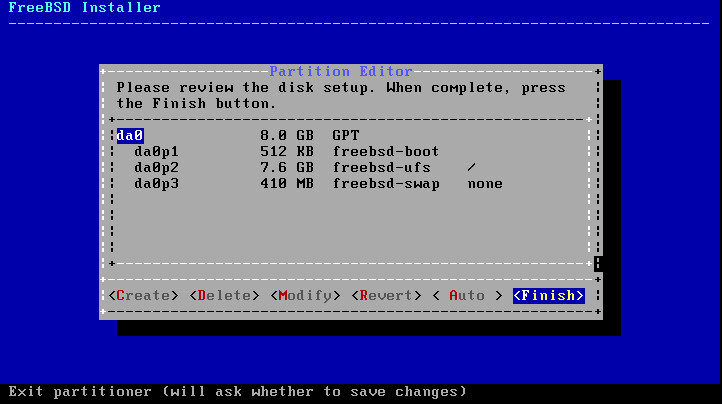 FreeBSD Installer
Partition Editor
Please review the disk setup. When complete, press
the Finish button.
da0 8.0 GB GPT
da0p1 512 KB freebsd-boot
da0p2 7.6 GB freebsd-ufs /
da0p3 410 MB freebsd-swap none
<Create> <Delete> <Modify> <Revert> < Auto > <Finish>
Exit partitioner (will ask whether to save changes)